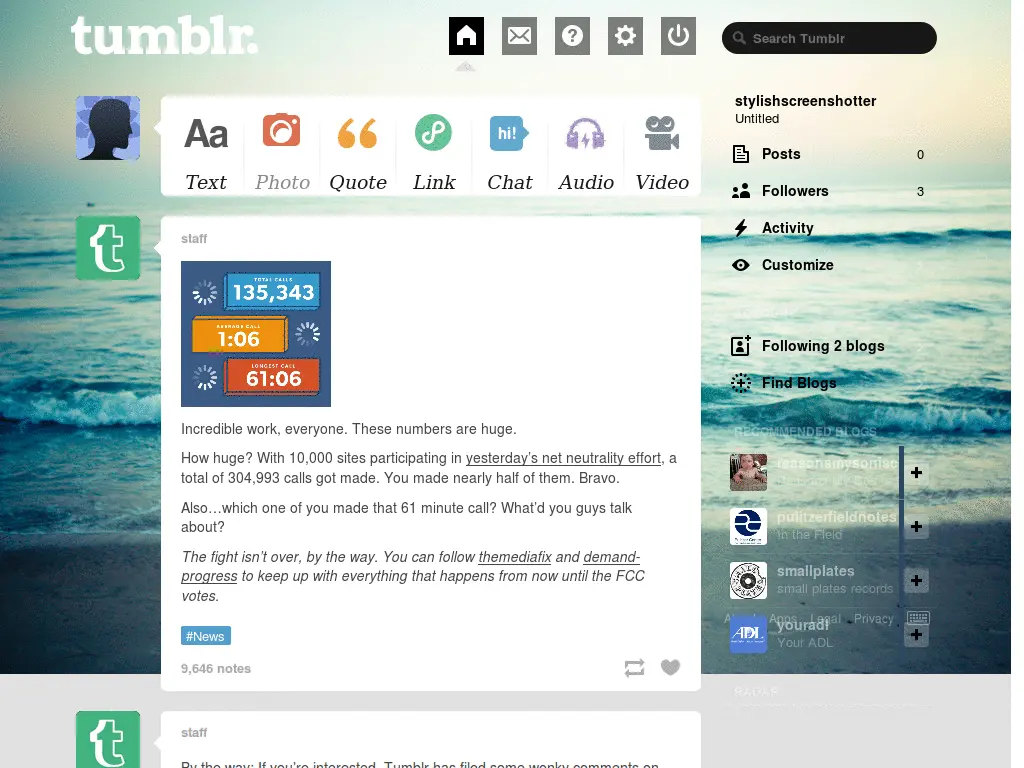 tumblr.
Search Tumblr
stylishscreenshotter
Untitled
Aa
hi!
Text
Photo
Quote
Link
Chat
Audio
Video
Posts 0
Followers 3
Activity
Customize
Following 2 blogs
Find Blogs
RECOMMENDED BLOGS
pulitzerfieldnotes
In the Field
smallplates
small plates records
youradl
Your ADL
Apps Legal Privacy
RADAR
t
staff
TOTAL CALLS
135,343
AVERAGE CALL
1:06
LONGEST CALL
61:06
Incredible work, everyone. These numbers are huge.
How huge? With 10,000 sites participating in yesterday's net neutrality effort, a
total of 304,993 calls got made. You made nearly half of them. Bravo.
Also…which one of you made that 61 minute call? What'd you guys talk
about?
The fight isn't over, by the way. You can follow themediafix and demand-
progress to keep up with everything that happens from now until the FCC
votes.
#News
9,646 notes
t
staff
By the way: If you're interested, Tumblr has filed some wonky comments on